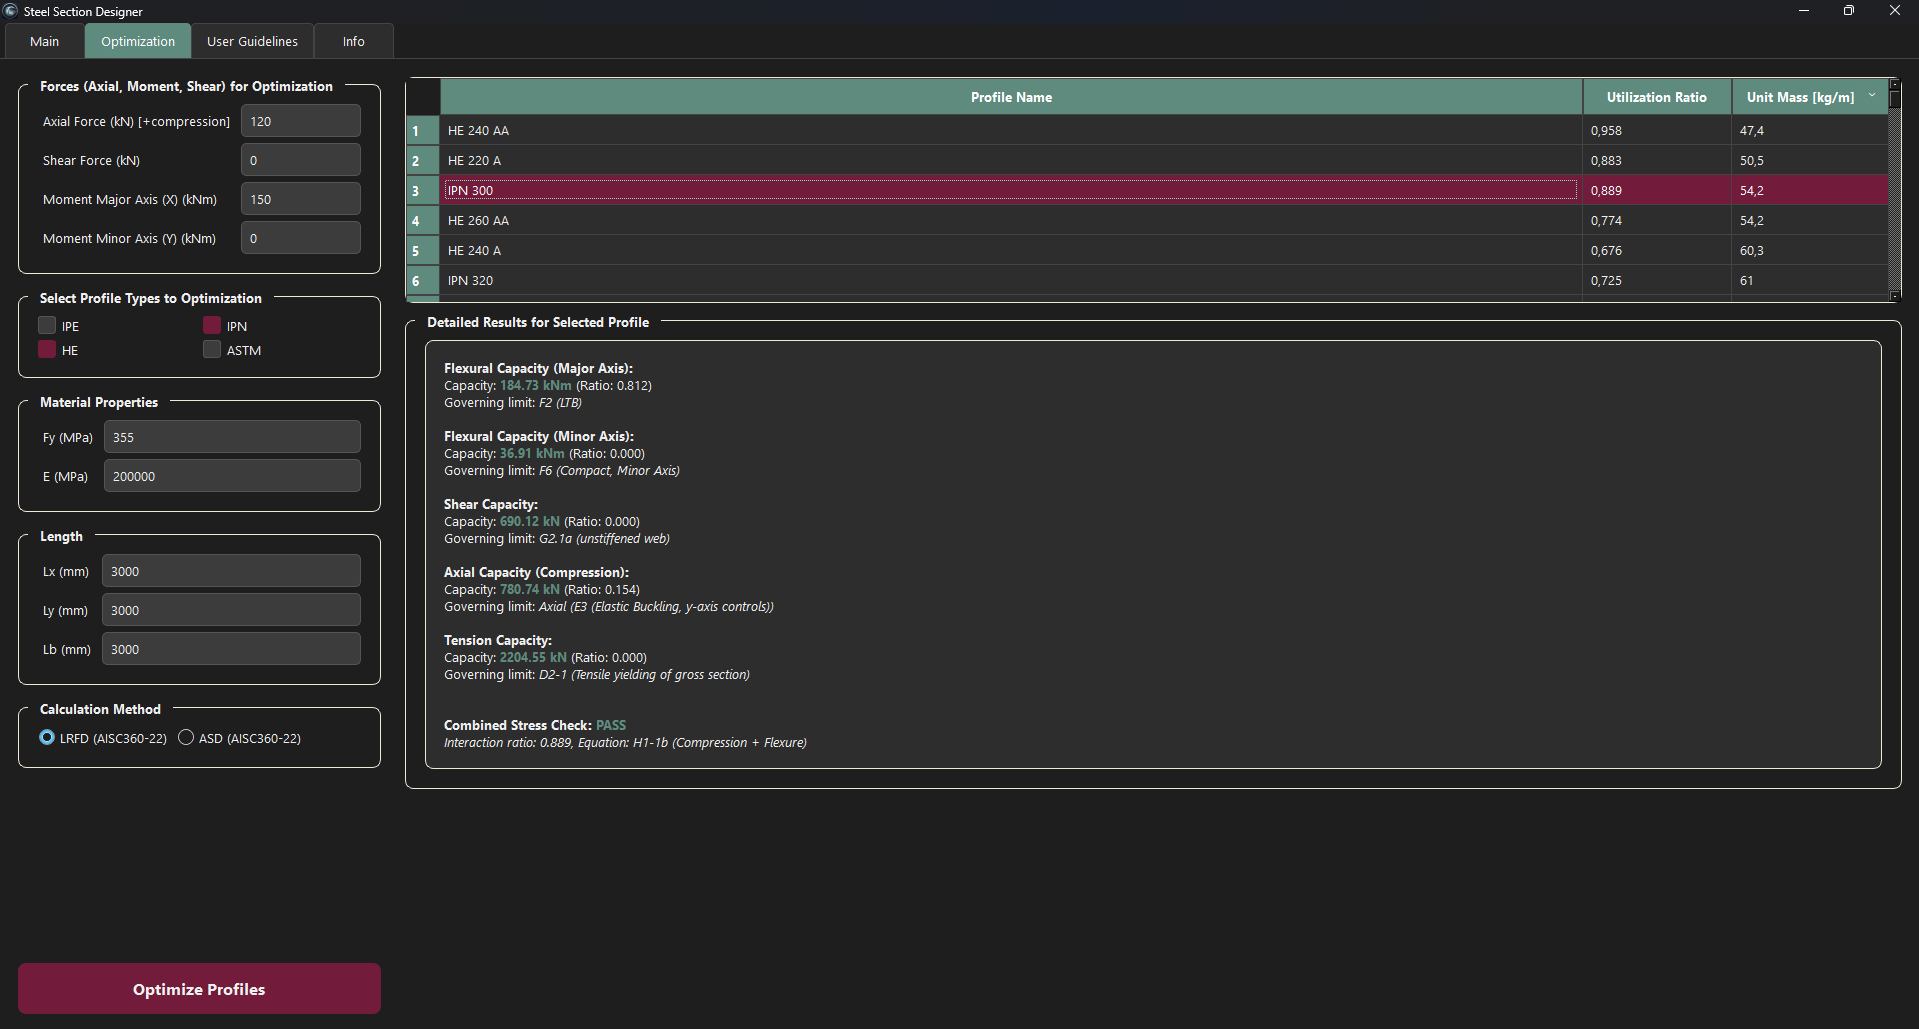 Steel Section Designer
Main Optimization User Guidelines Info
Forces (Axial, Moment, Shear) for Optimization
Axial Force (kN) [+compression] 120
Shear Force (kN) 0
Moment Major Axis (X) (kNm) 150
Moment Minor Axis (Y) (kNm) 0
Select Profile Types to Optimization
IPE IPN
HE ASTM
Material Properties
Fy (MPa) 355
E (MPa) 200000
Length
Lx (mm) 3000
Ly (mm) 3000
Lb (mm) 3000
Calculation Method
LRFD (AISC360-22) ASD (AISC360-22)
Optimize Profiles
Profile Name Utilization Ratio Unit Mass [kg/m]
1 HE 240 AA 0,958 47,4
2 HE 220 A 0,883 50,5
3 IPN 300 0,889 54,2
4 HE 260 AA 0,774 54,2
5 HE 240 A 0,676 60,3
6 IPN 320 0,725 61
Detailed Results for Selected Profile
Flexural Capacity (Major Axis):
Capacity: 184.73 kNm (Ratio: 0.812)
Governing limit: F2 (LTB)
Flexural Capacity (Minor Axis):
Capacity: 36.91 kNm (Ratio: 0.000)
Governing limit: F6 (Compact, Minor Axis)
Shear Capacity:
Capacity: 690.12 kN (Ratio: 0.000)
Governing limit: G2.1a (unstiffened web)
Axial Capacity (Compression):
Capacity: 780.74 kN (Ratio: 0.154)
Governing limit: Axial (E3 (Elastic Buckling, y-axis controls))
Tension Capacity:
Capacity: 2204.55 kN (Ratio: 0.000)
Governing limit: D2-1 (Tensile yielding of gross section)
Combined Stress Check: PASS
Interaction ratio: 0.889, Equation: H1-1b (Compression + Flexure)